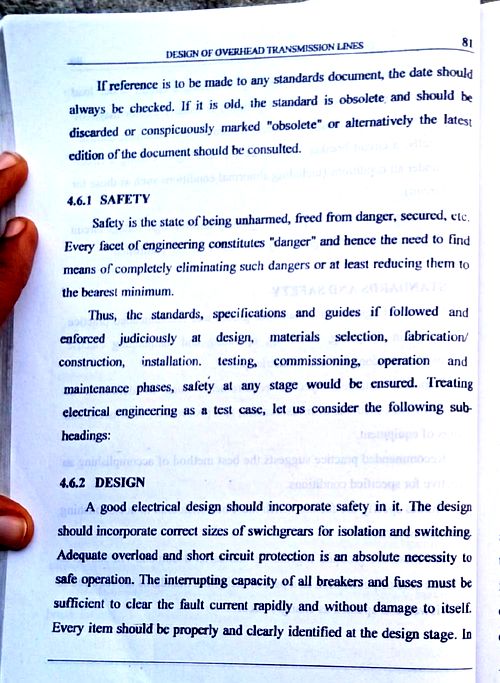 DESIGN OF OVERHEAD TRANSMISSION LINES 81
If reference is to be made to any standards document, the date should
always be checked. If it is old, the standard is obsolete and should be
discarded or conspicuously marked "obsolete" or alternatively the latest
edition of the document should be consulted.
4.6.1 SAFETY
Safety is the state of being unharmed, freed from danger, secured, etc.
Every facet of engineering constitutes "danger" and hence the need to find
means of completely eliminating such dangers or at least reducing them to
the bearest minimum.
Thus, the standards, specifications and guides if followed and
enforced judiciously at design, materials selection, fabrication/
construction, installation. testing, commissioning, operation and
maintenance phases, safety at any stage would be ensured. Treating
electrical engineering as a test case, let us consider the following sub-
headings:
4.6.2 DESIGN
A good electrical design should incorporate safety in it. The design
should incorporate correct sizes of swichgrears for isolation and switching.
Adequate overload and short circuit protection is an absolute necessity to
safe operation. The interrupting capacity of all breakers and fuses must be
sufficient to clear the fault current rapidly and without damage to itself.
Every item should be properly and clearly identified at the design stage. In